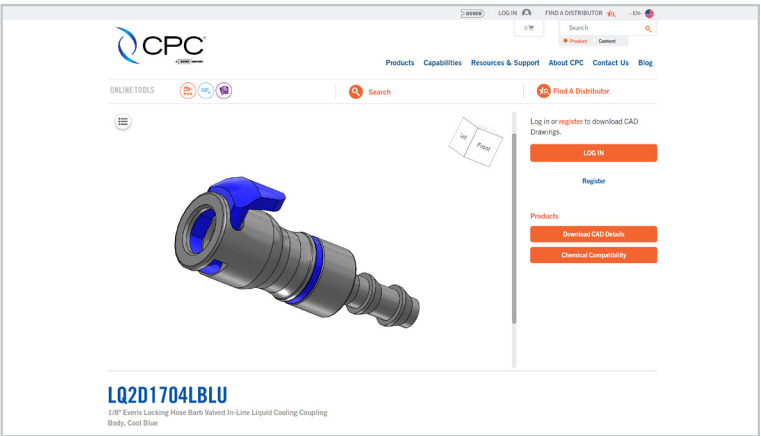 DOVER
LOG IN
FIND A DISTRIBUTOR
- EN-
0
Search
Product Content
CPC
Products Capabilities Resources & Support About CPC Contact Us Blog
ONLINE TOOLS
Search
Find A Distributor
Front
Log in or register to download CAD
Drawings.
LOG IN
Register
Products
Download CAD Details
Chemical Compatibility
LQ2D1704LBLU
1/8" Everis Locking Hose Barb Valved In-Line Liquid Cooling Coupling
Body, Cool Blue